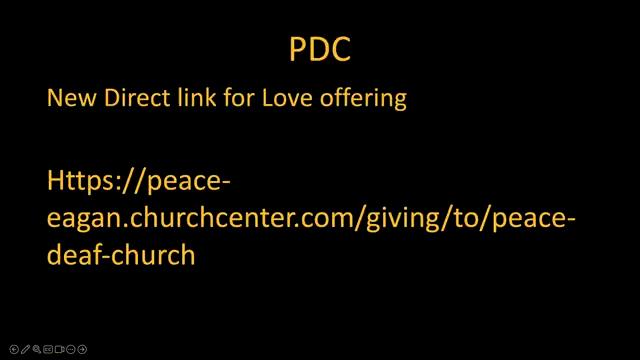 PDC
New Direct link for Love offering
Https://peace-
eagan.churchcenter.com/giving/to/peace-
deaf-church